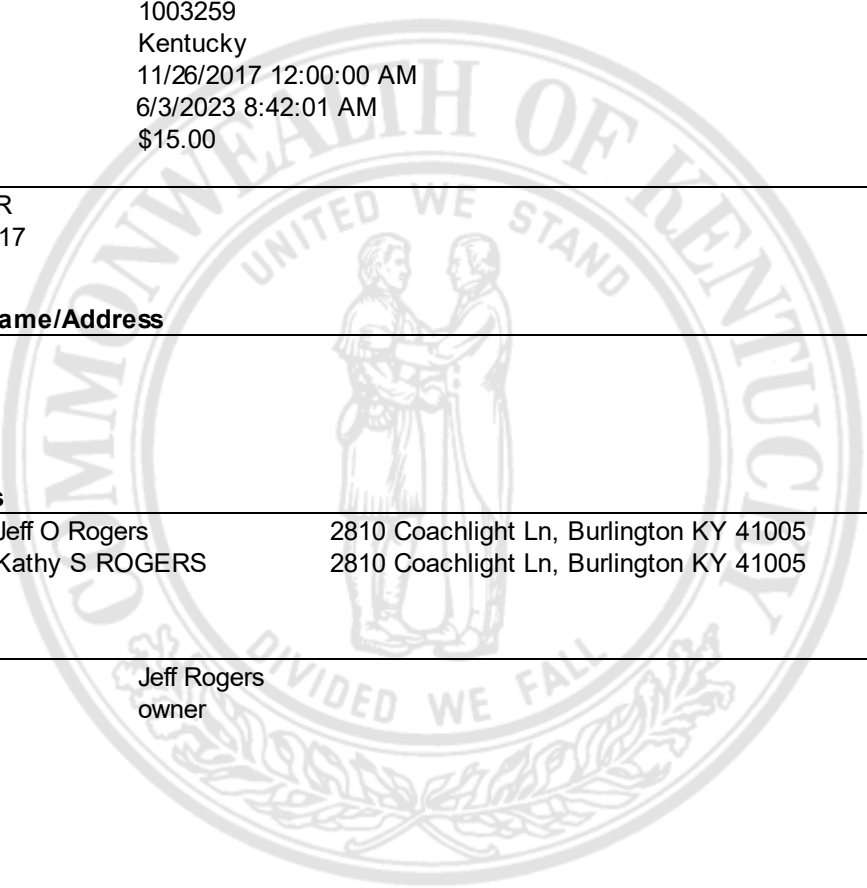 1003259
Kentucky
11/26/2017 12:00:00 AM
6/3/2023 8:42:01 AM
$15.00
R
17
ame/Address
s
Jeff O Rogers 2810 Coachlight Ln, Burlington KY 41005
Kathy S ROGERS 2810 Coachlight Ln, Burlington KY 41005
Jeff Rogers
owner
COMMONWEALTH OF KENTUCKY
UNITED WE STAND
DIVIDED WE FALL